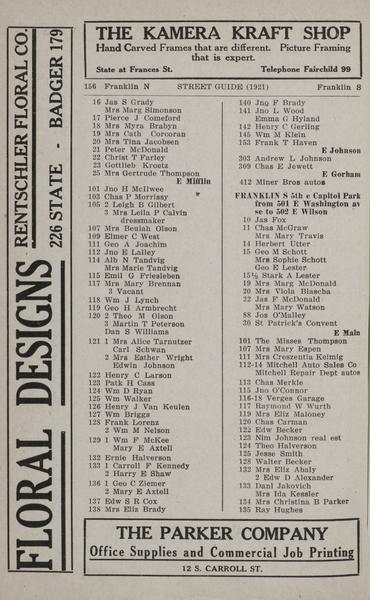 FLORAL DESIGNS
RENTSCHLER FLORAL CO.
226 STATE - BADGER 179
THE KAMERA KRAFT SHOP
Hand Carved Frames that are different. Picture Framing
that is expert.
State at Frances St. Telephone Fairchild 99
156 Franklin N STREET GUIDE (1921) Franklin S
16 Jas S Grady
Mrs Marg Simonson
17 Pierce J Comeford
18 Mrs Myra Brabyn
19 Mrs Cath Corcoran
20 Mrs Tina Jacobsen
21 Peter McDonald
22 Christ T Farley
23 Gottlieb Kroetz
25 Mrs Gertrude Thompson
E Mifflin
101 Jno H McIlwee
103 Chas P Morrissy
105 2 Leigh B Gilbert
3 Mrs Leila P Calvin
dressmaker
107 Mrs Beulah Olson
109 Elmer C West
111 Geo A Joachim
112 Jno E Lalley
114 Alb N Tandvig
Mrs Marie Tandvig
115 Emil G Friesleben
117 Mrs Mary Brennan
3 Vacant
118 Wm J Lynch
119 Geo H Armbrecht
120 2 Theo M Olson
3 Martin T Peterson
Dan S Williams
121 1 Mrs Alice Tarnutzer
Carl Schwan
2 Mrs Esther Wright
Edwin Johnson
122 Henry C Larson
123 Patk H Cass
124 Wm D Ryan
125 Wm Walker
126 Henry J Van Keulen
127 Wm Briggs
128 Frank Lorenz
2 Wm M Nelson
129 1 Wm F McKee
Mary E Axtell
132 Ernie Halverson
133 1 Carroll F Kennedy
2 Harry E Shaw
136 1 Geo C Ziemer
2 Mary E Axtell
137 Edw S R Cox
138 Mrs Eliz Brady
140 Jno F Brady
141 Jno L Wood
Emma G Hyland
142 Henry C Gerling
145 Wm M Klein
153 Frank T Haven
E Johnson
303 Andrew L Johnson
309 Chas E Jewett
E Gorham
412 Miner Bros autos
FRANKLIN S 5th e Capitol Park
from 501 E Washington av
se to 502 E Wilson
10 Jas Fox
11 Chas McGraw
Mrs Mary Travis
14 Herbert Utter
15 Geo M Schott
Mrs Sophie Schott
Geo E Lester
15½ Stark A Lester
19 Mrs Marg McDonald
20 Mrs Viola Blascha
22 Jas F McDonald
Mrs Mary Watson
88 Jos O'Malley
30 St Patrick's Convent
E Main
101 The Misses Thompson
107 Mrs Mary Espen
111 Mrs Crescentia Keimig
112-14 Mitchell Auto Sales Co
Mitchell Repair Dept autos
113 Chas Merkle
115 Jno O'Connor
116-18 Verges Garage
117 Raymond W Wurth
119 Mrs Eliz Maloney
120 Chas Carman
122 Edw Becker
123 Nim Johnson real est
124 Theo Halverson
125 Jesse Smith
128 Walter Becker
132 Mrs Eliz Abaly
2 Edw D Alexander
133 Danl Jakovich
Mrs Ida Kessler
134 Mrs Christina B Parker
135 Ray Hughes
THE PARKER COMPANY
Office Supplies and Commercial Job Printing
12 S. CARROLL ST.